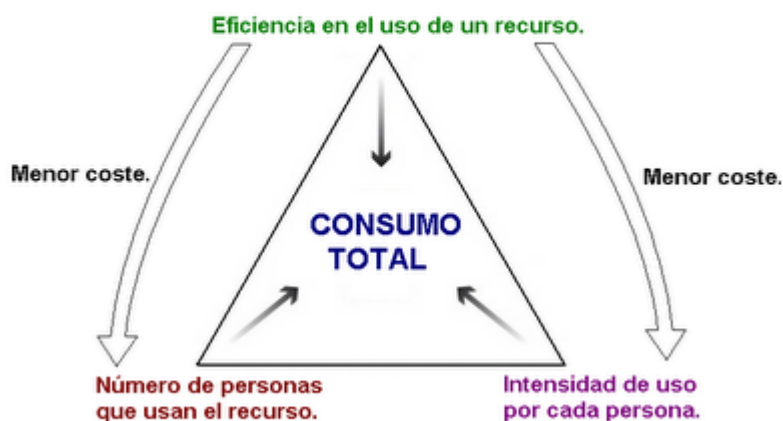 Eficiencia en el uso de un recurso.
Menor coste.
Menor coste.
CONSUMO
TOTAL
Número de personas
que usan el recurso.
Intensidad de uso
por cada persona.